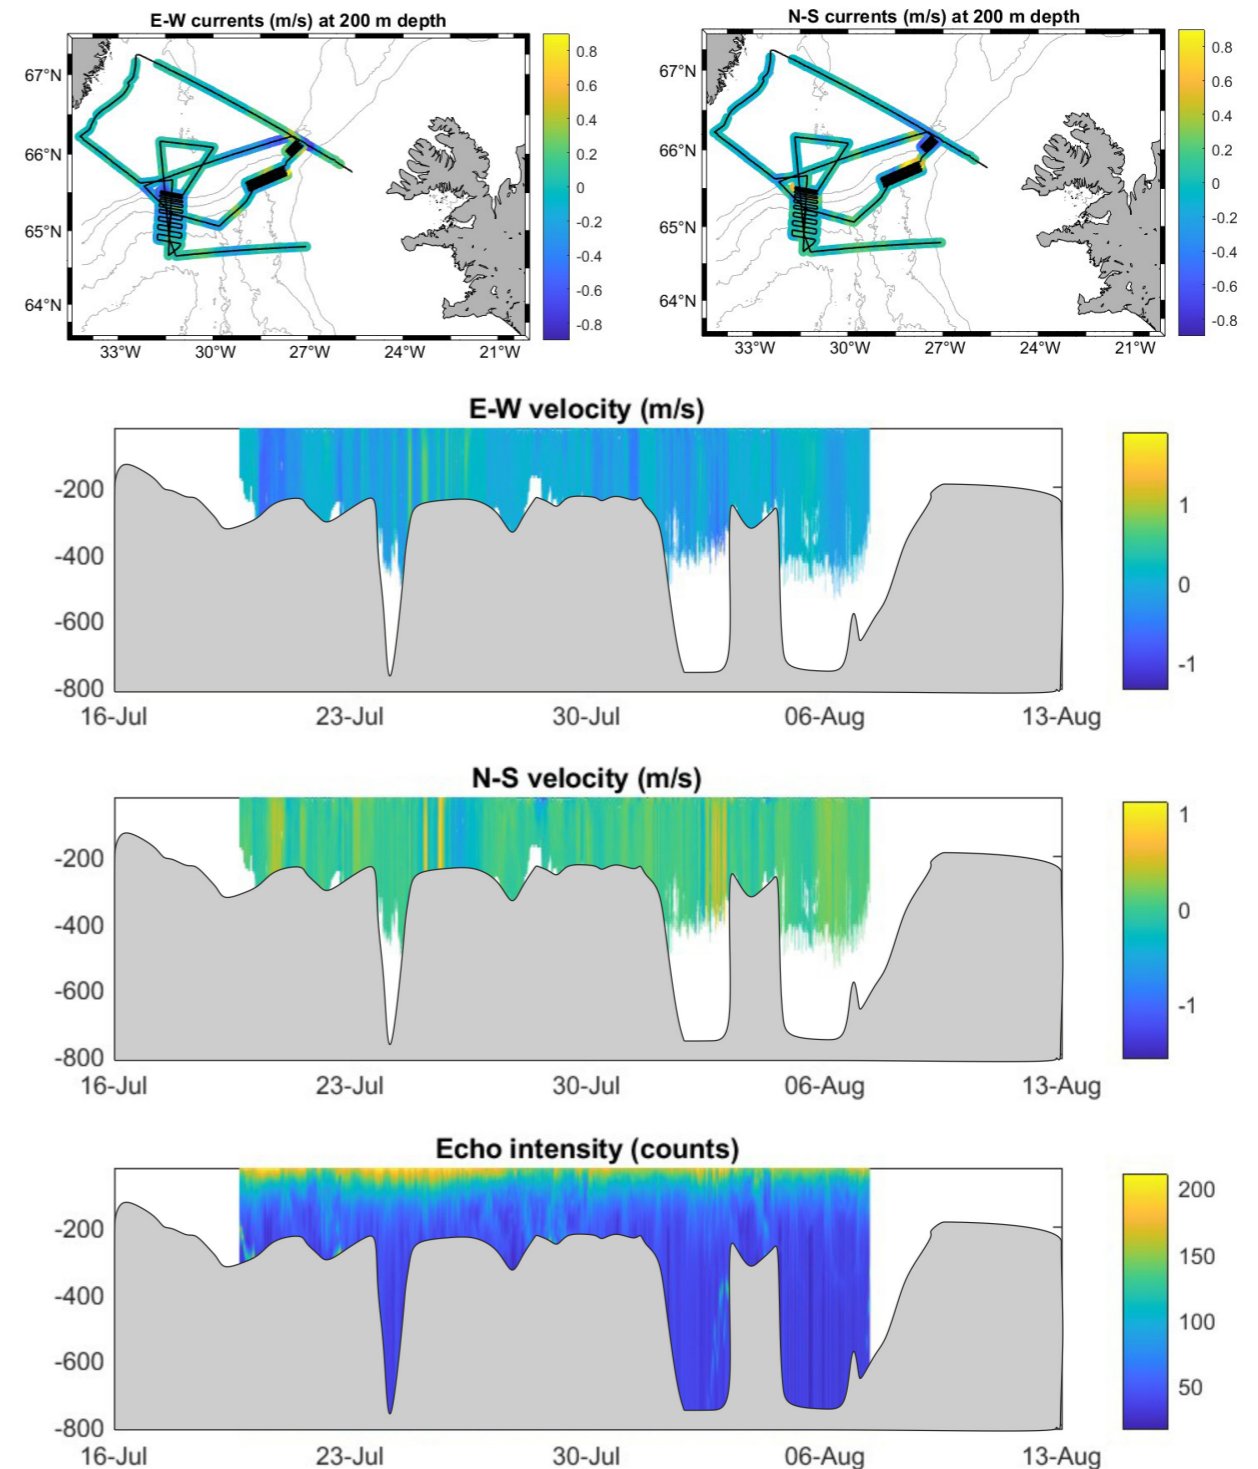 E-W currents (m/s) at 200 m depth
67°N
66°N
65°N
64°N
33°W 30°W 27°W 24°W 21°W
0.8
0.6
0.4
0.2
0
-0.2
-0.4
-0.6
-0.8
N-S currents (m/s) at 200 m depth
67°N
66°N
65°N
64°N
33°W 30°W 27°W 24°W 21°W
0.8
0.6
0.4
0.2
0
-0.2
-0.4
-0.6
-0.8
E-W velocity (m/s)
-200
-400
-600
-800
16-Jul 23-Jul 30-Jul 06-Aug 13-Aug
1
0
-1
N-S velocity (m/s)
-200
-400
-600
-800
16-Jul 23-Jul 30-Jul 06-Aug 13-Aug
1
0
-1
Echo intensity (counts)
-200
-400
-600
-800
16-Jul 23-Jul 30-Jul 06-Aug 13-Aug
200
150
100
50